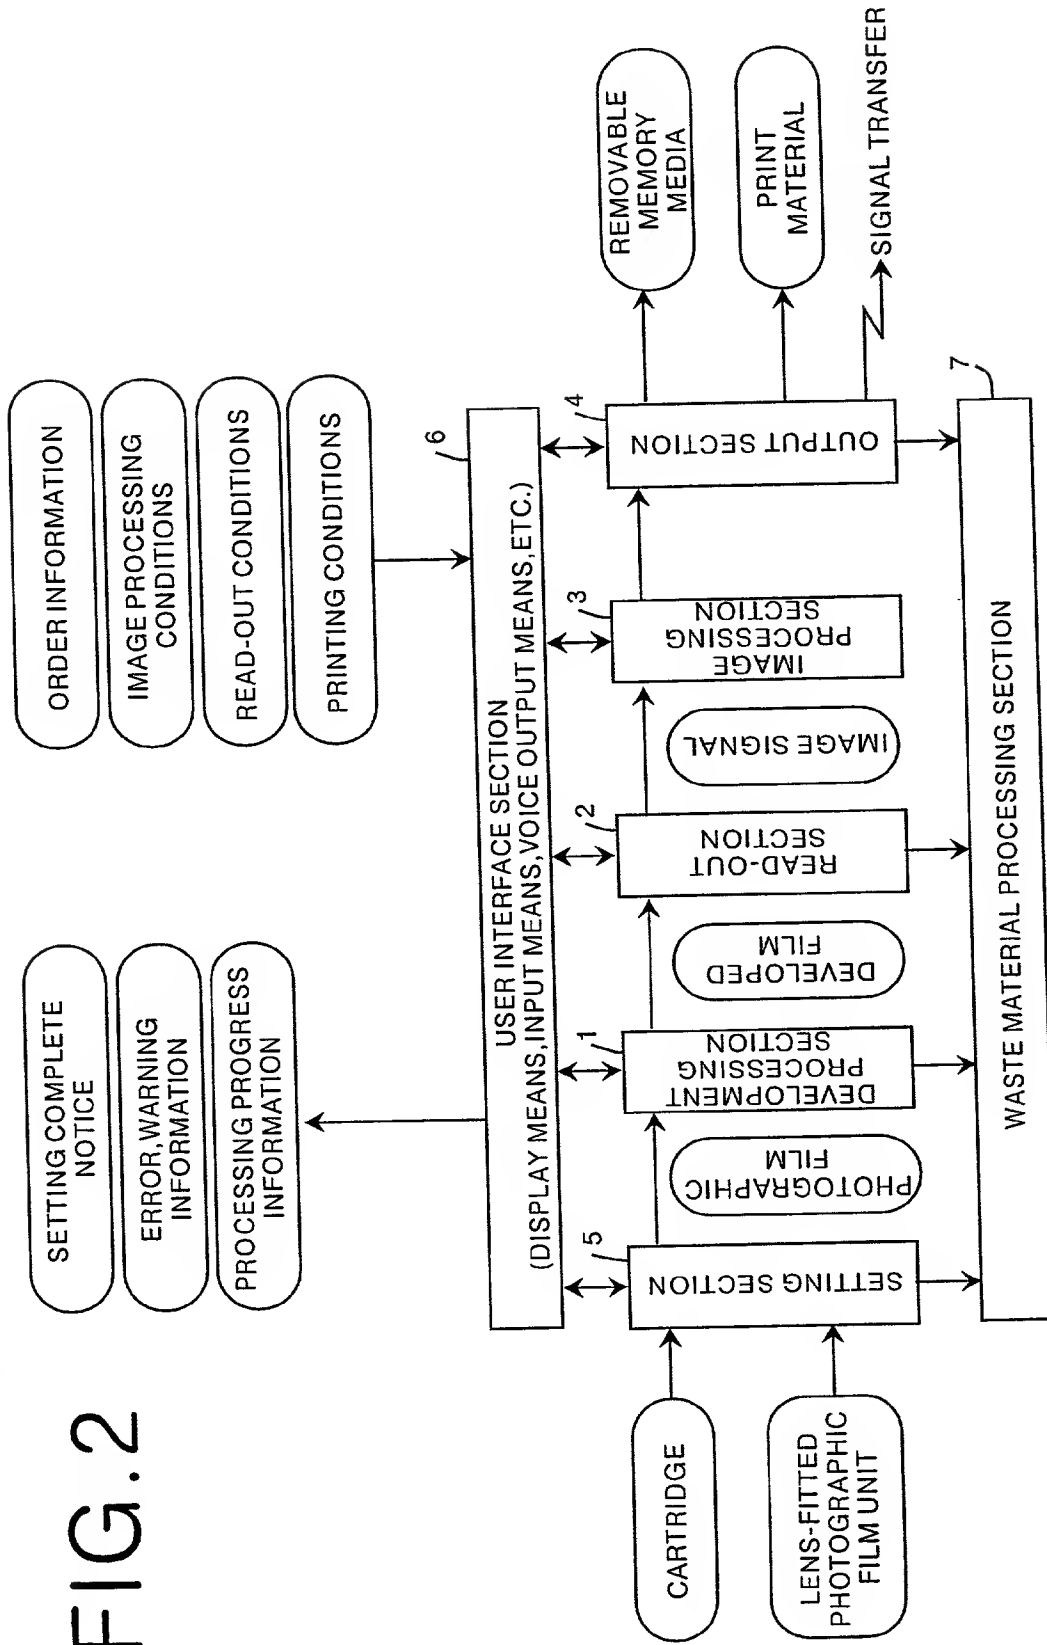 FIG.2
SETTING COMPLETE
NOTICE
ERROR,WARNING
INFORMATION
PROCESSING PROGRESS
INFORMATION
ORDER INFORMATION
IMAGE PROCESSING
CONDITIONS
READ-OUT CONDITIONS
PRINTING CONDITIONS
6
USER INTERFACE SECTION
(DISPLAY MEANS,INPUT MEANS,VOICE OUTPUT MEANS,ETC.)
CARTRIDGE
LENS-FITTED
PHOTOGRAPHIC
FILM UNIT
5
SETTING SECTION
PHOTOGRAPHIC
FILM
1
DEVELOPMENT
PROCESSING
SECTION
DEVELOPED
FILM
2
READ-OUT
SECTION
IMAGE SIGNAL
3
IMAGE
PROCESSING
SECTION
4
OUTPUT SECTION
REMOVABLE
MEMORY
MEDIA
PRINT
MATERIAL
SIGNAL TRANSFER
7
WASTE MATERIAL PROCESSING SECTION